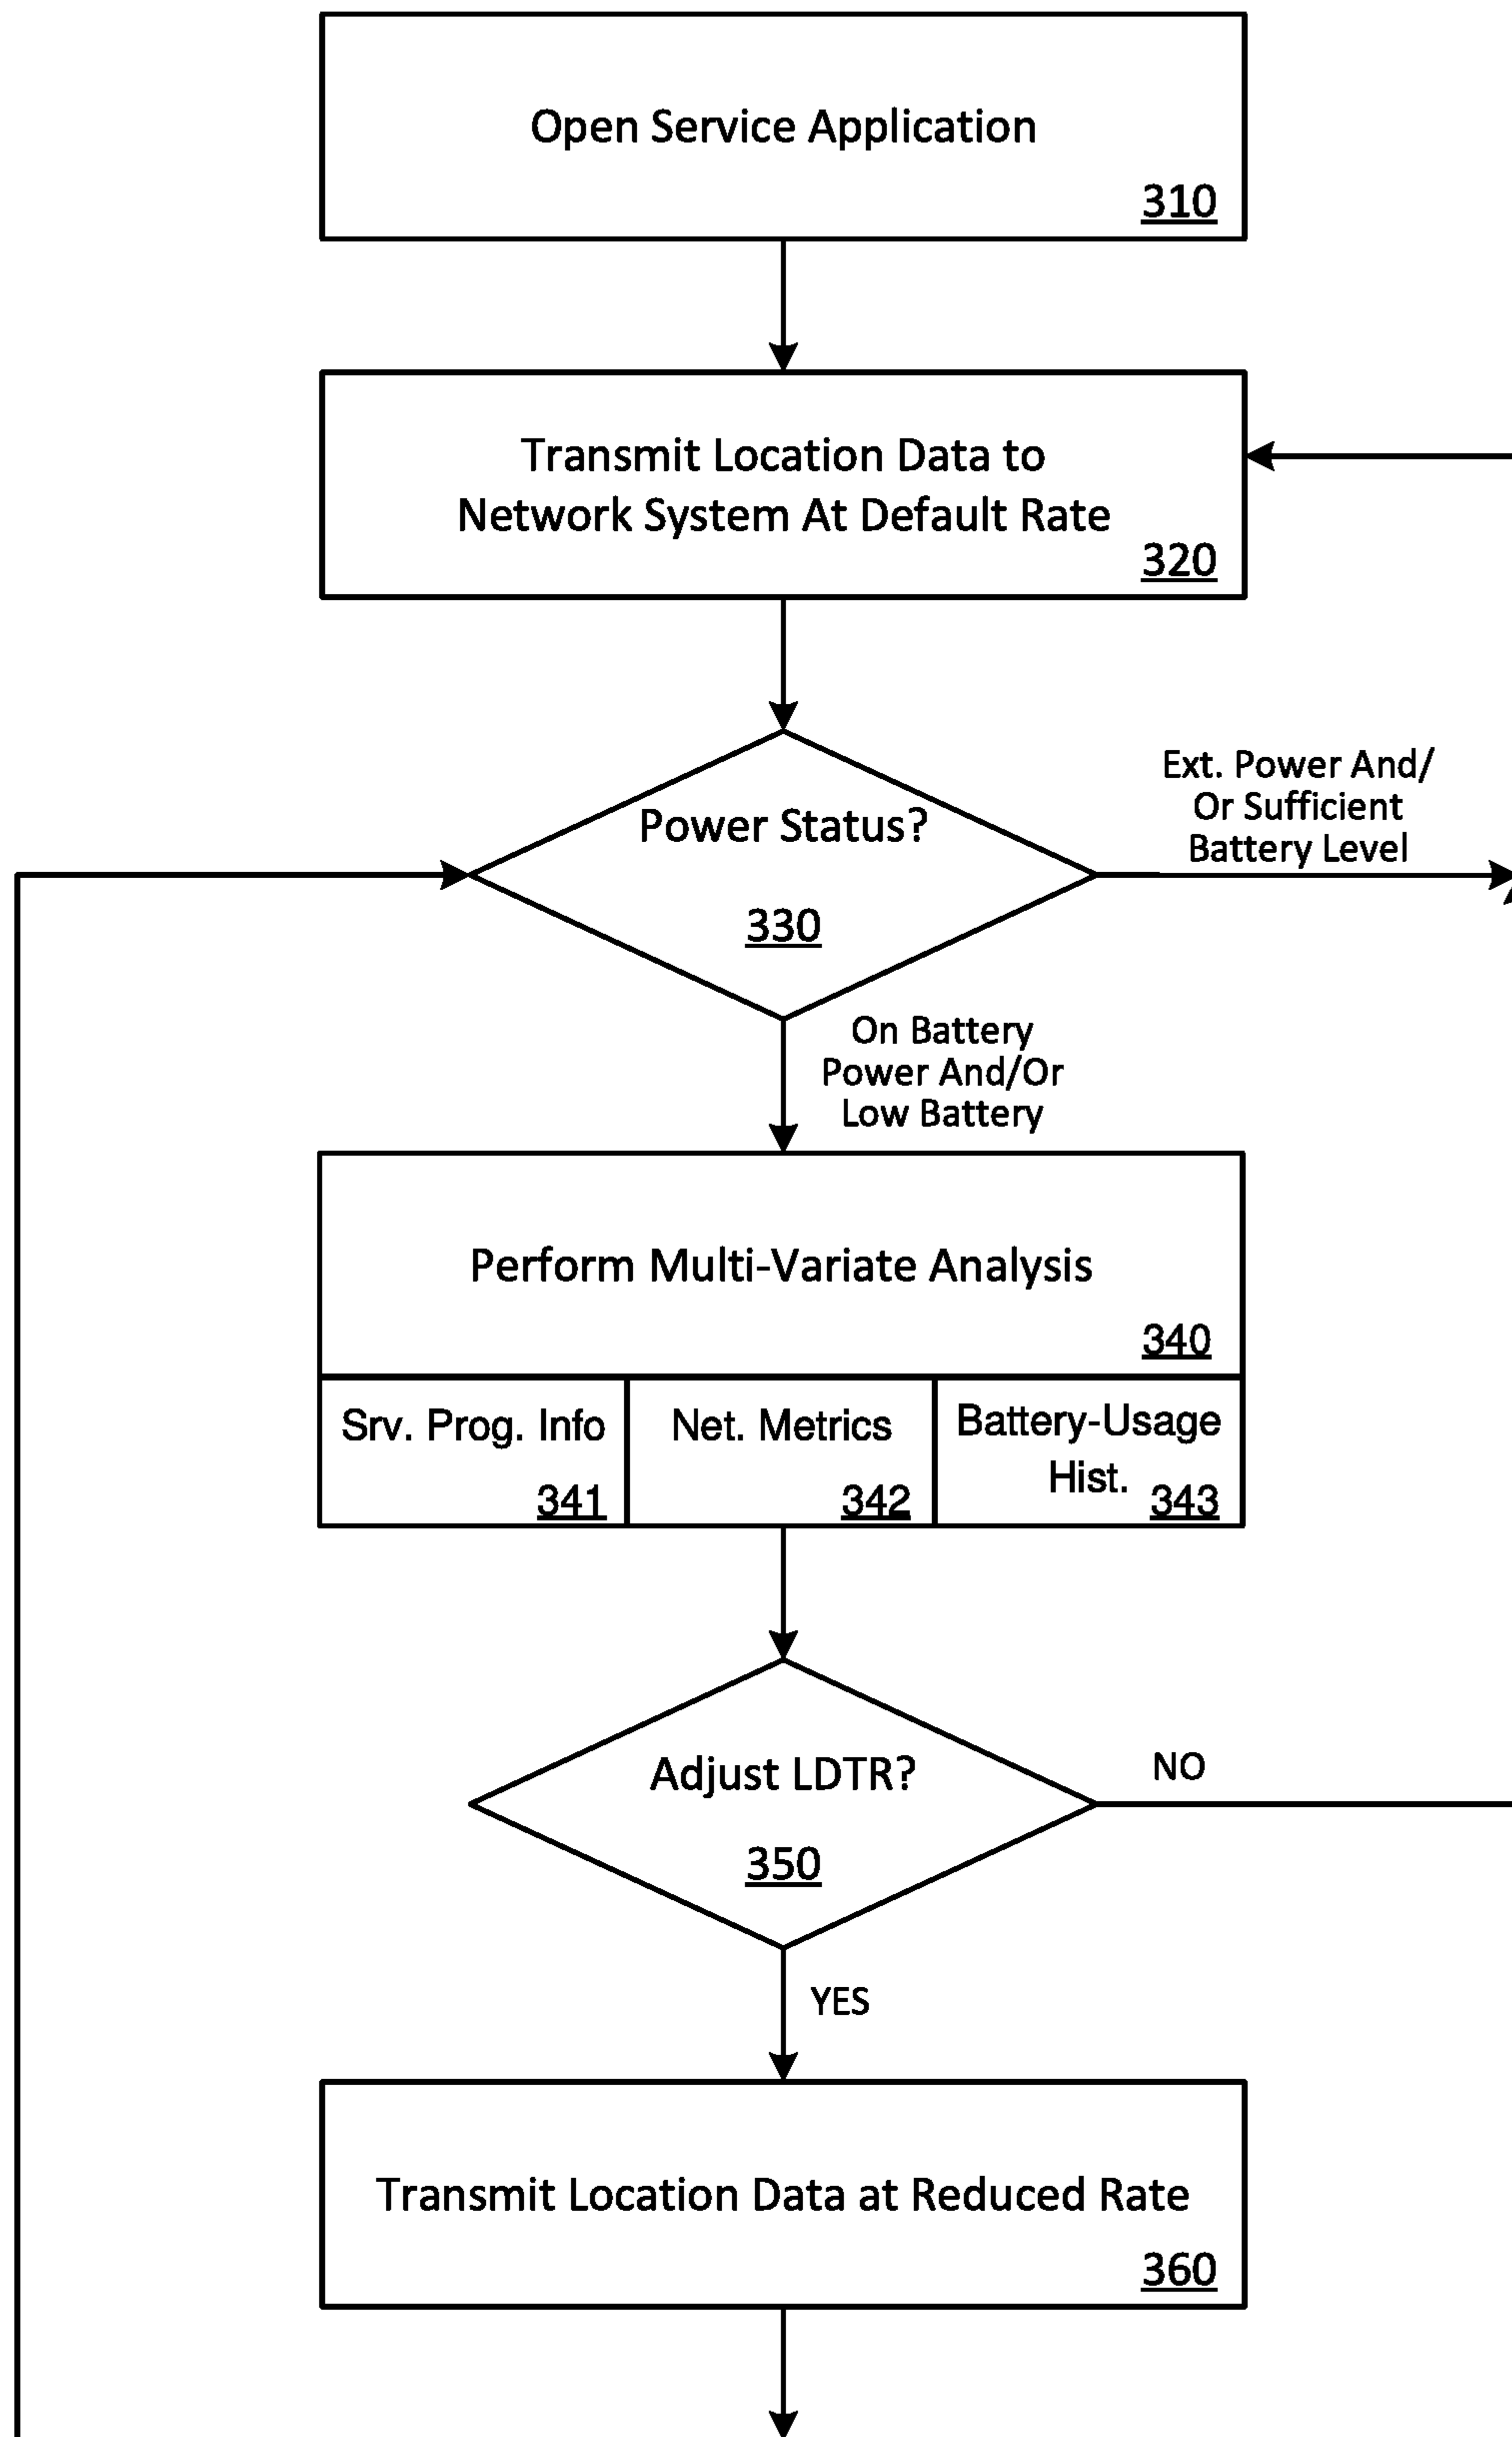 Open Service Application
310
Transmit Location Data to
Network System At Default Rate
320
Power Status?
330
Ext. Power And/
Or Sufficient
Battery Level
On Battery
Power And/Or
Low Battery
Perform Multi-Variate Analysis
340
Srv. Prog. Info
341
Net. Metrics
342
Battery-Usage
Hist.
343
Adjust LDTR?
350
NO
YES
Transmit Location Data at Reduced Rate
360